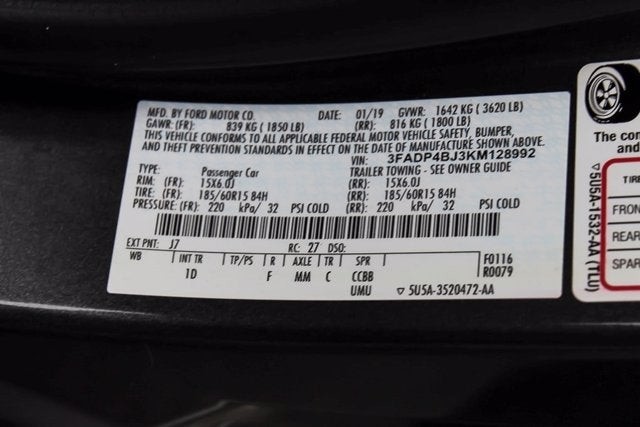 MFD. BY FORD MOTOR CO. DATE: 01/19 GVWR: 1642 KG ( 3620 LB)
GAWR: (FR): 839 KG ( 1850 LB) (RR): 816 KG ( 1800 LB)
THIS VEHICLE CONFORMS TO ALL APPLICABLE FEDERAL MOTOR VEHICLE SAFETY, BUMPER,
AND THEFT PREVENTION STANDARDS IN EFFECT ON THE DATE OF MANUFACTURE SHOWN ABOVE.
VIN: 3FADP4BJ3KM128992
TYPE: Passenger Car TRAILER TOWING - SEE OWNER GUIDE
RIM: (FR): 15X6.0J (RR): 15X6.0J
TIRE: (FR): 185/60R15 84H (RR): 185/60R15 84H
PRESSURE: (FR): 220 kPa/ 32 PSI COLD (RR): 220 kPa/ 32 PSI COLD
EXT PNT: J7 RC: 27 DSO:
WB INT TR TP/PS R AXLE TR SPR F0116
1D F MM C CCBB R0079
UMU ▽ 5U5A-3520472-AA
The con
affec
TIRE
FRON
REAR
SPAR
▽ 5U5A-1532-AA (TLU)